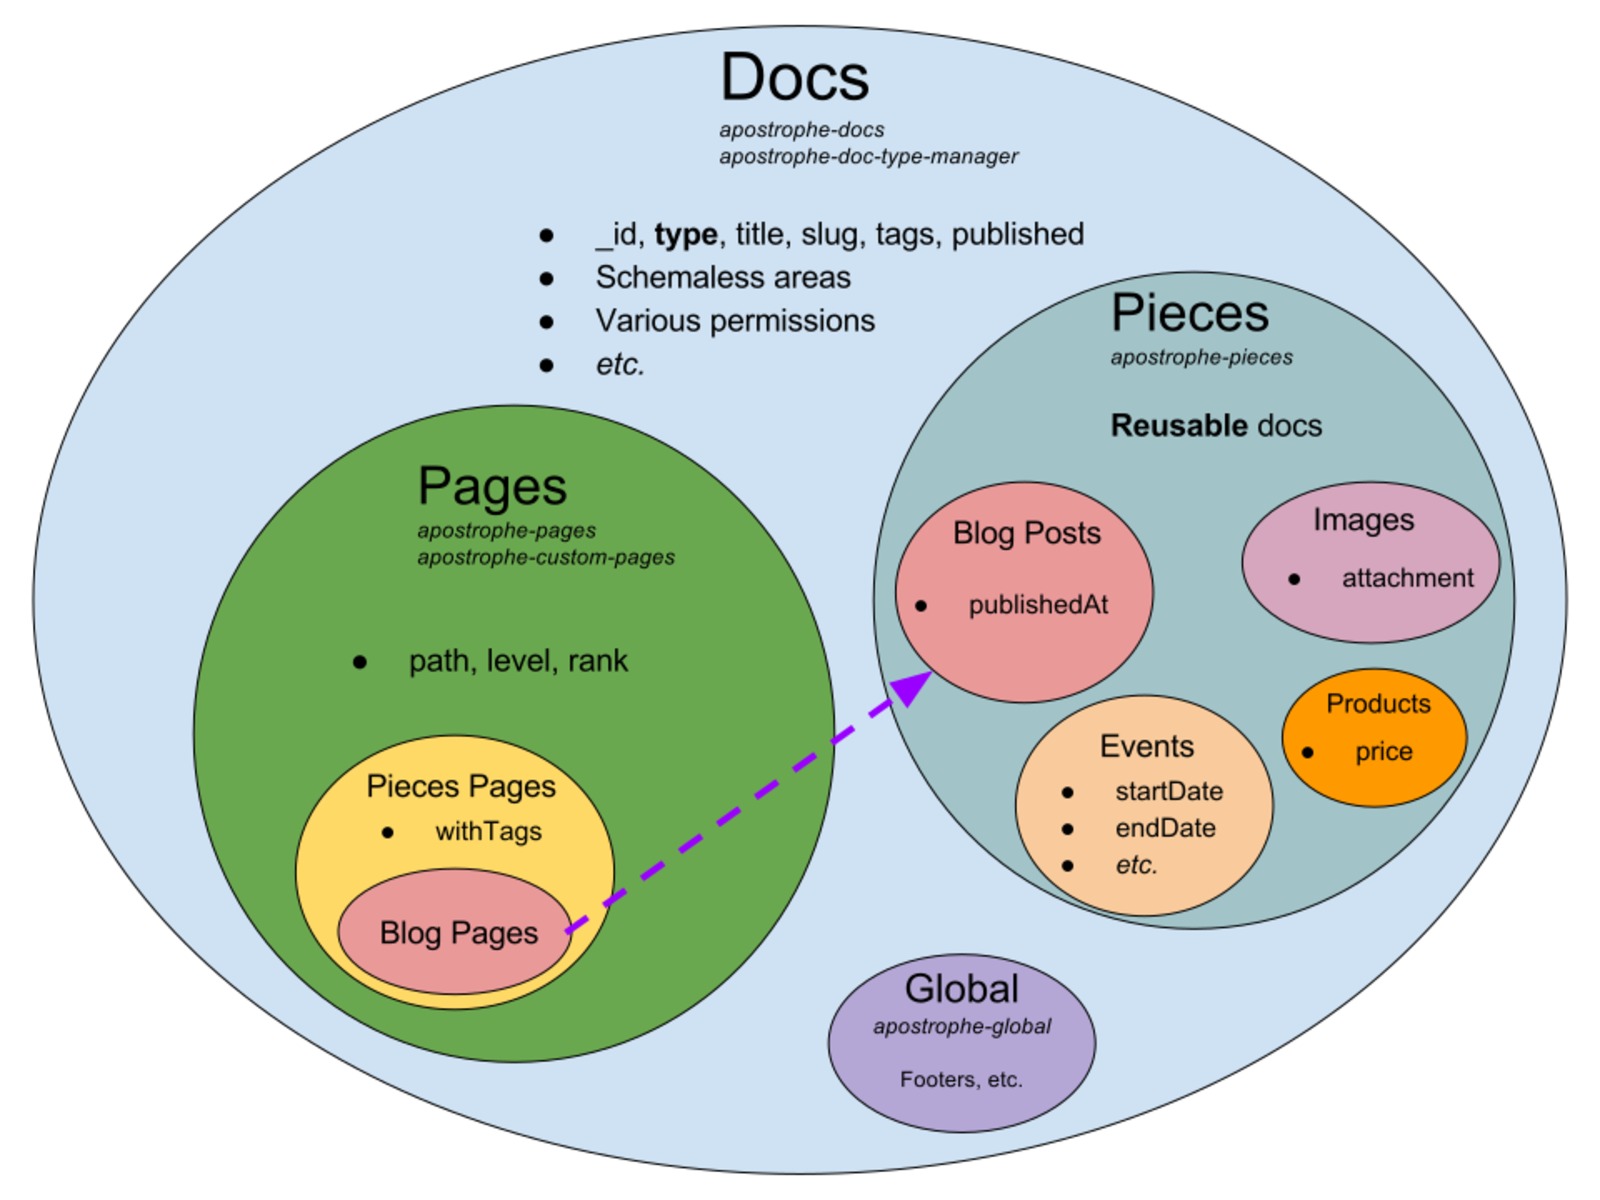 Docs
apostrophe-docs
apostrophe-doc-type-manager
● _id, type, title, slug, tags, published
● Schemaless areas
● Various permissions
● etc.
Pieces
apostrophe-pieces
Reusable docs
Blog Posts
● publishedAt
Images
● attachment
Products
● price
Events
● startDate
● endDate
● etc.
Pages
apostrophe-pages
apostrophe-custom-pages
● path, level, rank
Pieces Pages
● withTags
Blog Pages
Global
apostrophe-global
Footers, etc.